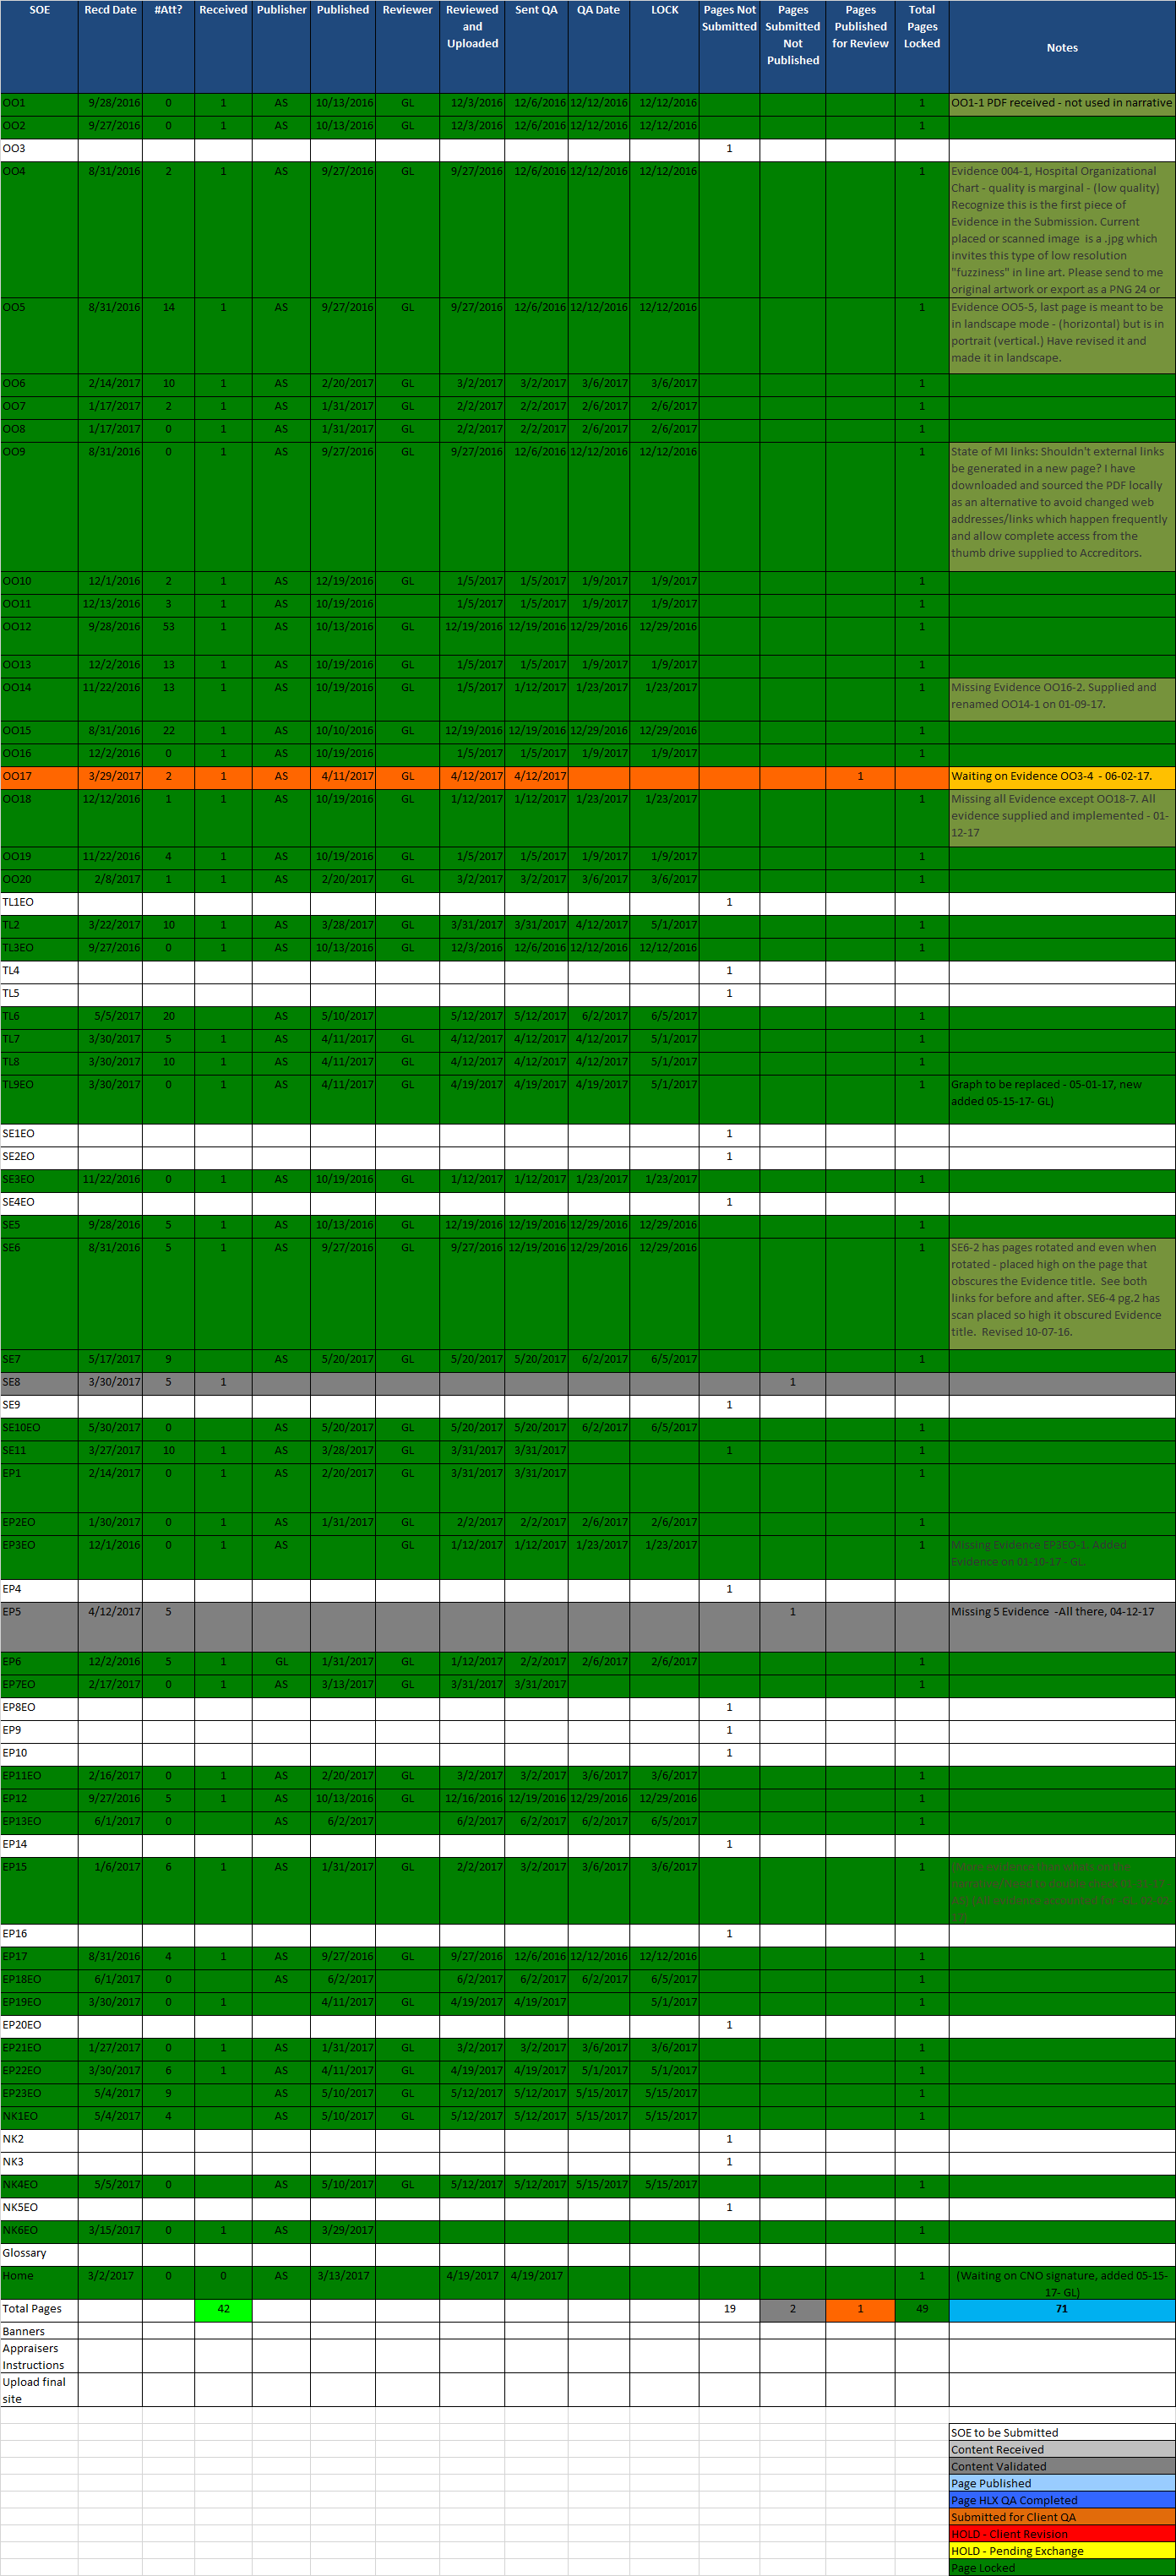 SOE Recd Date #Att? Received Publisher Published Reviewer Reviewed and Uploaded Sent QA QA Date LOCK Pages Not Submitted Pages Submitted Not Published Pages Published for Review Total Pages Locked Notes
OO1 9/28/2016 0 1 AS 10/13/2016 GL 12/3/2016 12/6/2016 12/12/2016 12/12/2016 1 OO1-1 PDF received - not used in narrative
OO2 9/27/2016 0 1 AS 10/13/2016 GL 12/3/2016 12/6/2016 12/12/2016 12/12/2016 1
OO3 1
OO4 8/31/2016 2 1 AS 9/27/2016 GL 9/27/2016 12/6/2016 12/12/2016 12/12/2016 1 Evidence 004-1, Hospital Organizational
Chart - quality is marginal - (low quality)
Recognize this is the first piece of
Evidence in the Submission. Current
placed or scanned image is a .jpg which
invites this type of low resolution
"fuzziness" in line art. Please send to me
original artwork or export as a PNG 24 or
OO5 8/31/2016 14 1 AS 9/27/2016 GL 9/27/2016 12/6/2016 12/12/2016 12/12/2016 1 Evidence OO5-5, last page is meant to be
in landscape mode - (horizontal) but is in
portrait (vertical.) Have revised it and
made it in landscape.
OO6 2/14/2017 10 1 AS 2/20/2017 GL 3/2/2017 3/2/2017 3/6/2017 3/6/2017 1
OO7 1/17/2017 2 1 AS 1/31/2017 GL 2/2/2017 2/2/2017 2/6/2017 2/6/2017 1
OO8 1/17/2017 0 1 AS 1/31/2017 GL 2/2/2017 2/2/2017 2/6/2017 2/6/2017 1
OO9 8/31/2016 0 1 AS 9/27/2016 GL 9/27/2016 12/6/2016 12/12/2016 12/12/2016 1 State of MI links: Shouldn't external links
be generated in a new page? I have
downloaded and sourced the PDF locally
as an alternative to avoid changed web
addresses/links which happen frequently
and allow complete access from the
thumb drive supplied to Accreditors.
OO10 12/1/2016 2 1 AS 12/19/2016 GL 1/5/2017 1/5/2017 1/9/2017 1/9/2017 1
OO11 12/13/2016 3 1 AS 10/19/2016 1/5/2017 1/5/2017 1/9/2017 1/9/2017 1
OO12 9/28/2016 53 1 AS 10/13/2016 GL 12/19/2016 12/19/2016 12/29/2016 12/29/2016 1
OO13 12/2/2016 13 1 AS 10/19/2016 GL 1/5/2017 1/5/2017 1/9/2017 1/9/2017 1
OO14 11/22/2016 13 1 AS 10/19/2016 GL 1/5/2017 1/12/2017 1/23/2017 1/23/2017 1 Missing Evidence OO16-2. Supplied and
renamed OO14-1 on 01-09-17.
OO15 8/31/2016 22 1 AS 10/10/2016 GL 12/19/2016 12/19/2016 12/29/2016 12/29/2016 1
OO16 12/2/2016 0 1 AS 10/19/2016 1/5/2017 1/5/2017 1/9/2017 1/9/2017 1
OO17 3/29/2017 2 1 AS 4/11/2017 GL 4/12/2017 4/12/2017 1 Waiting on Evidence OO3-4 - 06-02-17.
OO18 12/12/2016 1 1 AS 10/19/2016 GL 1/12/2017 1/12/2017 1/23/2017 1/23/2017 1 Missing all Evidence except OO18-7. All
evidence supplied and implemented - 01-
12-17
OO19 11/22/2016 4 1 AS 10/19/2016 GL 1/5/2017 1/5/2017 1/9/2017 1/9/2017 1
OO20 2/8/2017 1 1 AS 2/20/2017 GL 3/2/2017 3/2/2017 3/6/2017 3/6/2017 1
TL1EO 1
TL2 3/22/2017 10 1 AS 3/28/2017 GL 3/31/2017 3/31/2017 4/12/2017 5/1/2017 1
TL3EO 9/27/2016 0 1 AS 10/13/2016 GL 12/3/2016 12/6/2016 12/12/2016 12/12/2016 1
TL4 1
TL5 1
TL6 5/5/2017 20 AS 5/10/2017 5/12/2017 5/12/2017 6/2/2017 6/5/2017 1
TL7 3/30/2017 5 1 AS 4/11/2017 GL 4/12/2017 4/12/2017 4/12/2017 5/1/2017 1
TL8 3/30/2017 10 1 AS 4/11/2017 GL 4/12/2017 4/12/2017 4/12/2017 5/1/2017 1
TL9EO 3/30/2017 0 1 AS 4/11/2017 GL 4/19/2017 4/19/2017 4/19/2017 5/1/2017 1 Graph to be replaced - 05-01-17, new
added 05-15-17- GL)
SE1EO 1
SE2EO 1
SE3EO 11/22/2016 0 1 AS 10/19/2016 GL 1/12/2017 1/12/2017 1/23/2017 1/23/2017 1
SE4EO 1
SE5 9/28/2016 5 1 AS 10/13/2016 GL 12/19/2016 12/19/2016 12/29/2016 12/29/2016 1
SE6 8/31/2016 5 1 AS 9/27/2016 GL 9/27/2016 12/19/2016 12/29/2016 12/29/2016 1 SE6-2 has pages rotated and even when
rotated - placed high on the page that
obscures the Evidence title. See both
links for before and after. SE6-4 pg.2 has
scan placed so high it obscured Evidence
title. Revised 10-07-16.
SE7 5/17/2017 9 AS 5/20/2017 GL 5/20/2017 5/20/2017 6/2/2017 6/5/2017 1
SE8 3/30/2017 5 1 1
SE9 1
SE10EO 5/30/2017 0 AS 5/20/2017 GL 5/20/2017 5/20/2017 6/2/2017 6/5/2017 1
SE11 3/27/2017 10 1 AS 3/28/2017 GL 3/31/2017 3/31/2017 1 1
EP1 2/14/2017 0 1 AS 2/20/2017 GL 3/31/2017 3/31/2017 1
EP2EO 1/30/2017 0 1 AS 1/31/2017 GL 2/2/2017 2/2/2017 2/6/2017 2/6/2017 1
EP3EO 12/1/2016 0 1 AS GL 1/12/2017 1/12/2017 1/23/2017 1/23/2017 1 Missing Evidence EP3EO-1. Added
Evidence on 01-10-17 - GL.
EP4 1
EP5 4/12/2017 5 1 Missing 5 Evidence -All there, 04-12-17
EP6 12/2/2016 5 1 GL 1/31/2017 GL 1/12/2017 2/2/2017 2/6/2017 2/6/2017 1
EP7EO 2/17/2017 0 1 AS 3/13/2017 GL 3/31/2017 3/31/2017 1
EP8EO 1
EP9 1
EP10 1
EP11EO 2/16/2017 0 1 AS 2/20/2017 GL 3/2/2017 3/2/2017 3/6/2017 3/6/2017 1
EP12 9/27/2016 5 1 AS 10/13/2016 GL 12/16/2016 12/19/2016 12/29/2016 12/29/2016 1
EP13EO 6/1/2017 0 AS 6/2/2017 6/2/2017 6/2/2017 6/2/2017 6/5/2017 1
EP14 1
EP15 1/6/2017 6 1 AS 1/31/2017 GL 2/2/2017 3/2/2017 3/6/2017 3/6/2017 1 (More evidence than whats on the
narrative/Need to double check
EP16 1
EP17 8/31/2016 4 1 AS 9/27/2016 GL 9/27/2016 12/6/2016 12/12/2016 12/12/2016 1
EP18EO 6/1/2017 0 AS 6/2/2017 6/2/2017 6/2/2017 6/2/2017 6/5/2017 1
EP19EO 3/30/2017 0 1 4/11/2017 GL 4/19/2017 4/19/2017 5/1/2017 1
EP20EO 1
EP21EO 1/27/2017 0 1 AS 1/31/2017 GL 3/2/2017 3/2/2017 3/6/2017 3/6/2017 1
EP22EO 3/30/2017 6 1 AS 4/11/2017 GL 4/19/2017 4/19/2017 5/1/2017 5/1/2017 1
EP23EO 5/4/2017 9 AS 5/10/2017 GL 5/12/2017 5/12/2017 5/15/2017 5/15/2017 1
NK1EO 5/4/2017 4 AS 5/10/2017 GL 5/12/2017 5/12/2017 5/15/2017 5/15/2017 1
NK2 1
NK3 1
NK4EO 5/5/2017 0 AS 5/10/2017 GL 5/12/2017 5/12/2017 5/15/2017 5/15/2017 1
NK5EO 1
NK6EO 3/15/2017 0 1 AS 3/29/2017 1
Glossary
Home 3/2/2017 0 0 AS 3/13/2017 4/19/2017 4/19/2017 1 (Waiting on CNO signature, added 05-15-
17- GL)
Total Pages 42 19 2 1 49 71
Banners
Appraisers
Instructions
Upload final
site
SOE to be Submitted
Content Received
Content Validated
Page Published
Page HLX QA Completed
Submitted for Client QA
HOLD - Client Revision
HOLD - Pending Exchange
Page Locked